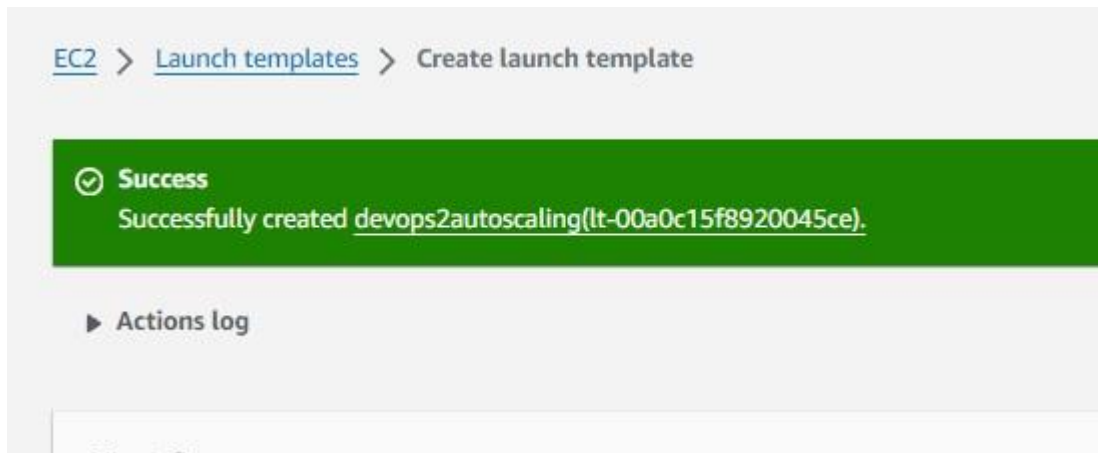 EC2 > Launch templates > Create launch template
Success
Successfully created devops2autoscaling(lt-00a0c15f8920045ce).
Actions log